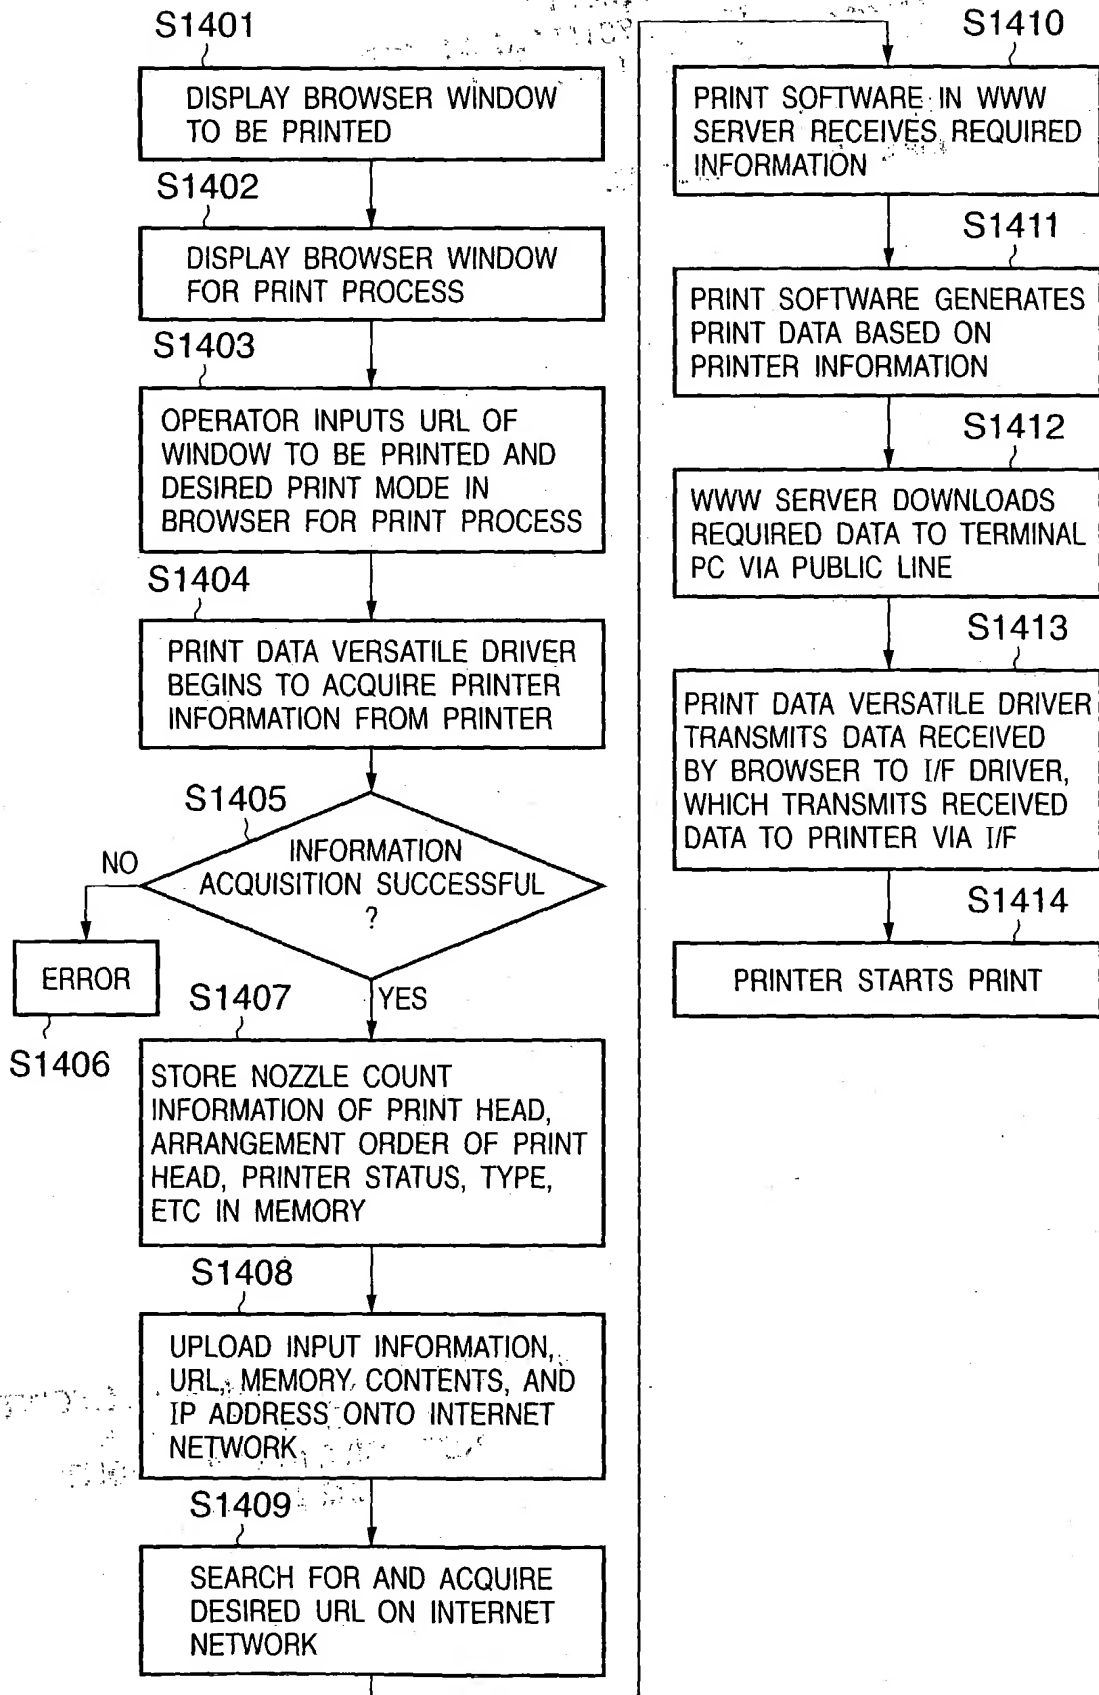 S1401
DISPLAY BROWSER WINDOW
TO BE PRINTED
S1402
DISPLAY BROWSER WINDOW
FOR PRINT PROCESS
S1403
OPERATOR INPUTS URL OF
WINDOW TO BE PRINTED AND
DESIRED PRINT MODE IN
BROWSER FOR PRINT PROCESS
S1404
PRINT DATA VERSATILE DRIVER
BEGINS TO ACQUIRE PRINTER
INFORMATION FROM PRINTER
S1405
INFORMATION
ACQUISITION SUCCESSFUL
?
NO
ERROR
S1406
YES
S1407
STORE NOZZLE COUNT
INFORMATION OF PRINT HEAD,
ARRANGEMENT ORDER OF PRINT
HEAD, PRINTER STATUS, TYPE,
ETC IN MEMORY
S1408
UPLOAD INPUT INFORMATION,
URL, MEMORY CONTENTS, AND
IP ADDRESS ONTO INTERNET
NETWORK
S1409
SEARCH FOR AND ACQUIRE
DESIRED URL ON INTERNET
NETWORK
S1410
PRINT SOFTWARE IN WWW
SERVER RECEIVES REQUIRED
INFORMATION
S1411
PRINT SOFTWARE GENERATES
PRINT DATA BASED ON
PRINTER INFORMATION
S1412
WWW SERVER DOWNLOADS
REQUIRED DATA TO TERMINAL
PC VIA PUBLIC LINE
S1413
PRINT DATA VERSATILE DRIVER
TRANSMITS DATA RECEIVED
BY BROWSER TO I/F DRIVER,
WHICH TRANSMITS RECEIVED
DATA TO PRINTER VIA I/F
S1414
PRINTER STARTS PRINT